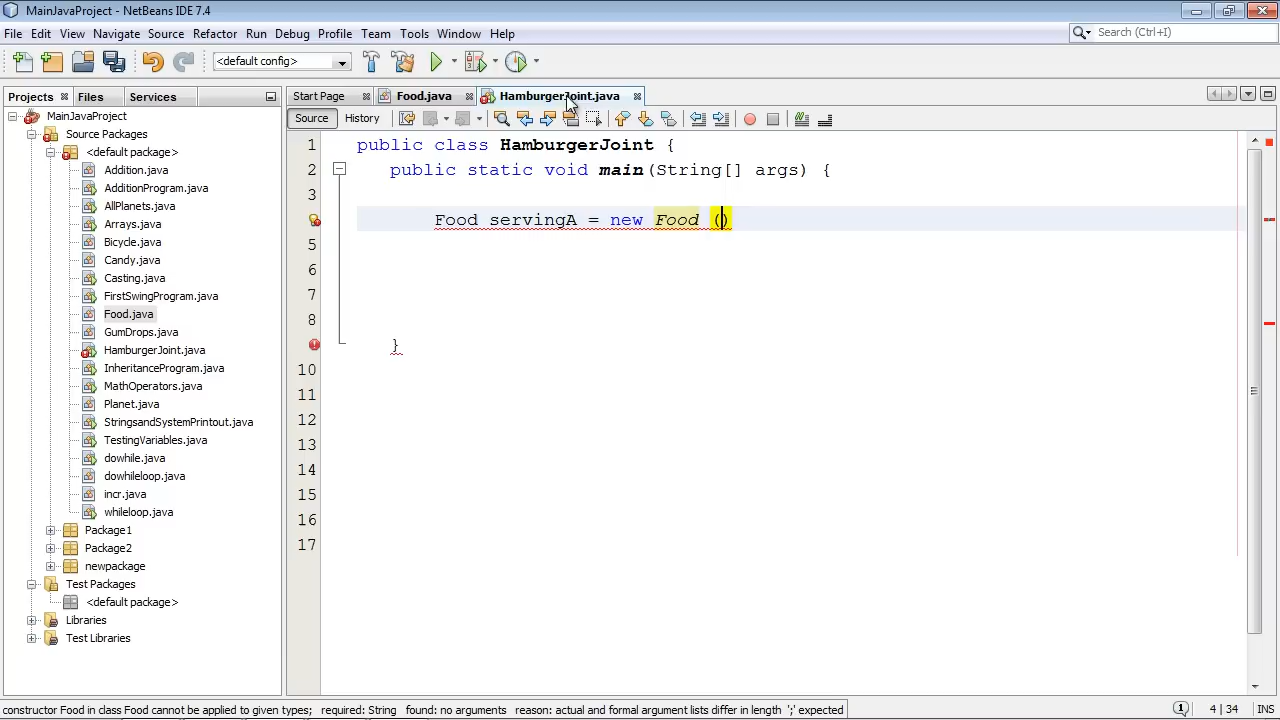 MainJavaProject - NetBeans IDE 7.4
File Edit View Navigate Source Refactor Run Debug Profile Team Tools Window Help
Search (Ctrl+I)
<default config>
Projects Files Services
Start Page Food.java HamburgerJoint.java
Source History
MainJavaProject
Source Packages
<default package>
Addition.java
AdditionProgram.java
AllPlanets.java
Arrays.java
Bicycle.java
Candy.java
Casting.java
FirstSwingProgram.java
Food.java
GumDrops.java
HamburgerJoint.java
InheritanceProgram.java
MathOperators.java
Planet.java
StringsandSystemPrintout.java
TestingVariables.java
dowhile.java
dowhileloop.java
incr.java
whileloop.java
Package1
Package2
newpackage
Test Packages
<default package>
Libraries
Test Libraries
1 public class HamburgerJoint {
2 public static void main(String[] args) {
3
Food servingA = new Food ()
5
6
7
8
}
10
11
12
13
14
15
16
17
constructor Food in class Food cannot be applied to given types; required: String found: no arguments reason: actual and formal argument lists differ in length ';' expected
4 | 34 INS